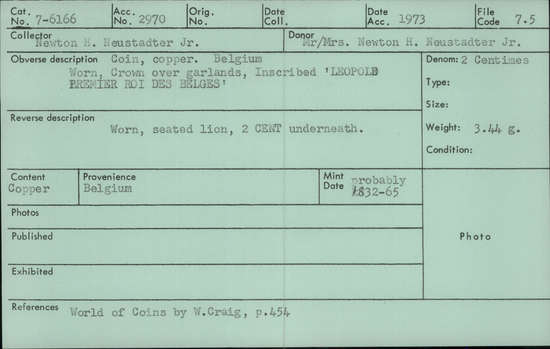 Cat. No. 7-6166 Acc. No. 2970 Orig. No. Date Coll. Date Acc. 1973 File Code 7.5
Collector Newton H. Neustadter Jr. Donor Mr/Mrs. Newton H. Neustadter Jr.
Obverse description Coin, copper. Belgium
Worn, Crown over garlands, Inscribed 'LEOPOLD
PREMIER ROI DES BELGES'
Denom: 2 Centimes
Type:
Size:
Reverse description
Worn, seated lion, 2 CENT underneath.
Weight: 3.44 g.
Condition:
Content Copper
Provenience Belgium
Mint Date probably
1832-65
Photos
Published
Photo
Exhibited
References World of Coins by W.Craig, p.454